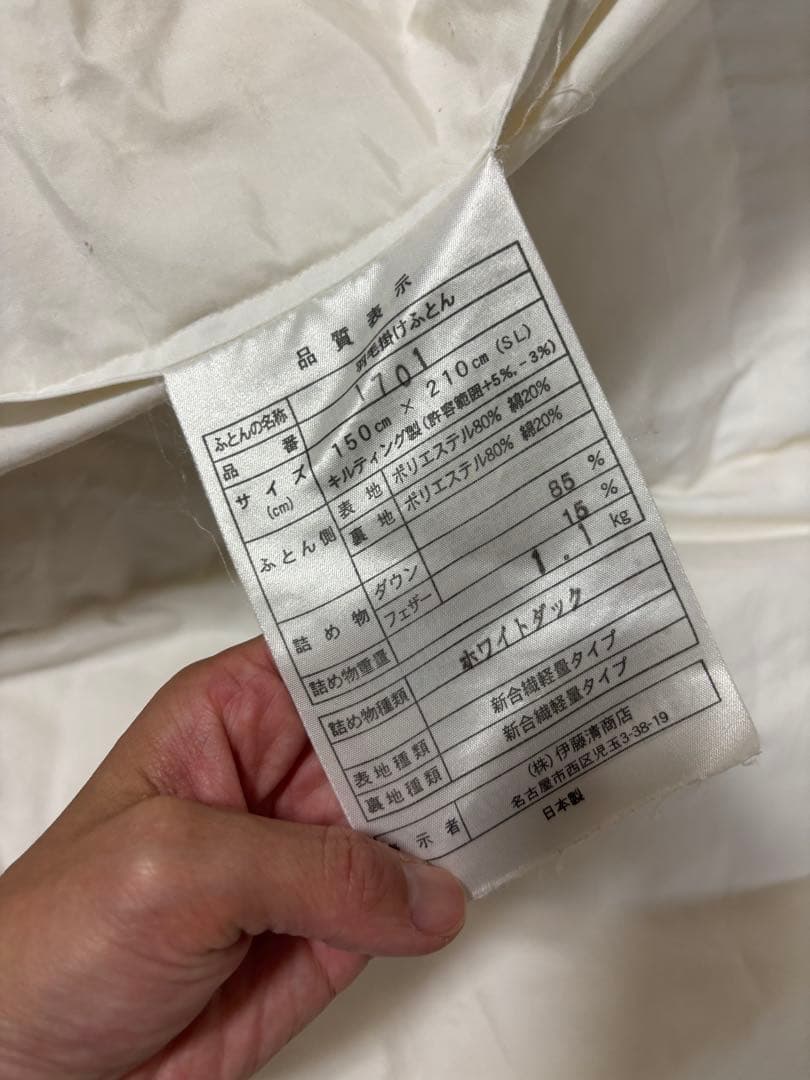 品質表示
ふとんの名称 羽毛掛けふとん
品番 1701
サイズ(cm) 150cm × 210cm (SL)
キルティング製(許容範囲+5%,-3%)
ふとん側 表地 ポリエステル80% 綿20%
裏地 ポリエステル80% 綿20%
詰め物 ダウン 85%
フェザー 15%
詰め物重量 1.1kg
詰め物種類 ホワイトダック
表地種類 新合繊軽量タイプ
裏地種類 新合繊軽量タイプ
表示者 (株)伊藤清商店
名古屋市西区児玉3-38-19
日本製